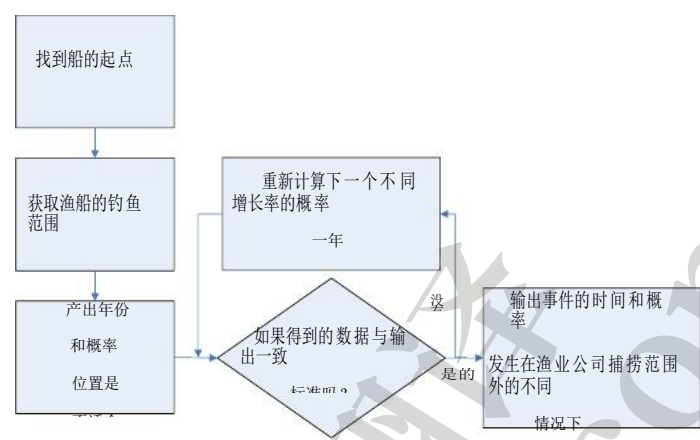 找到船的起点
获取渔船的钓鱼
范围
产出年份
和概率
位置是
重新计算下一个不同
增长率的概率
一年
如果得到的数据与输
出一致
标准吗?
没
是的
输出事件的时间和概
率
发生在渔业公司捕捞范围
外的不同
情况下